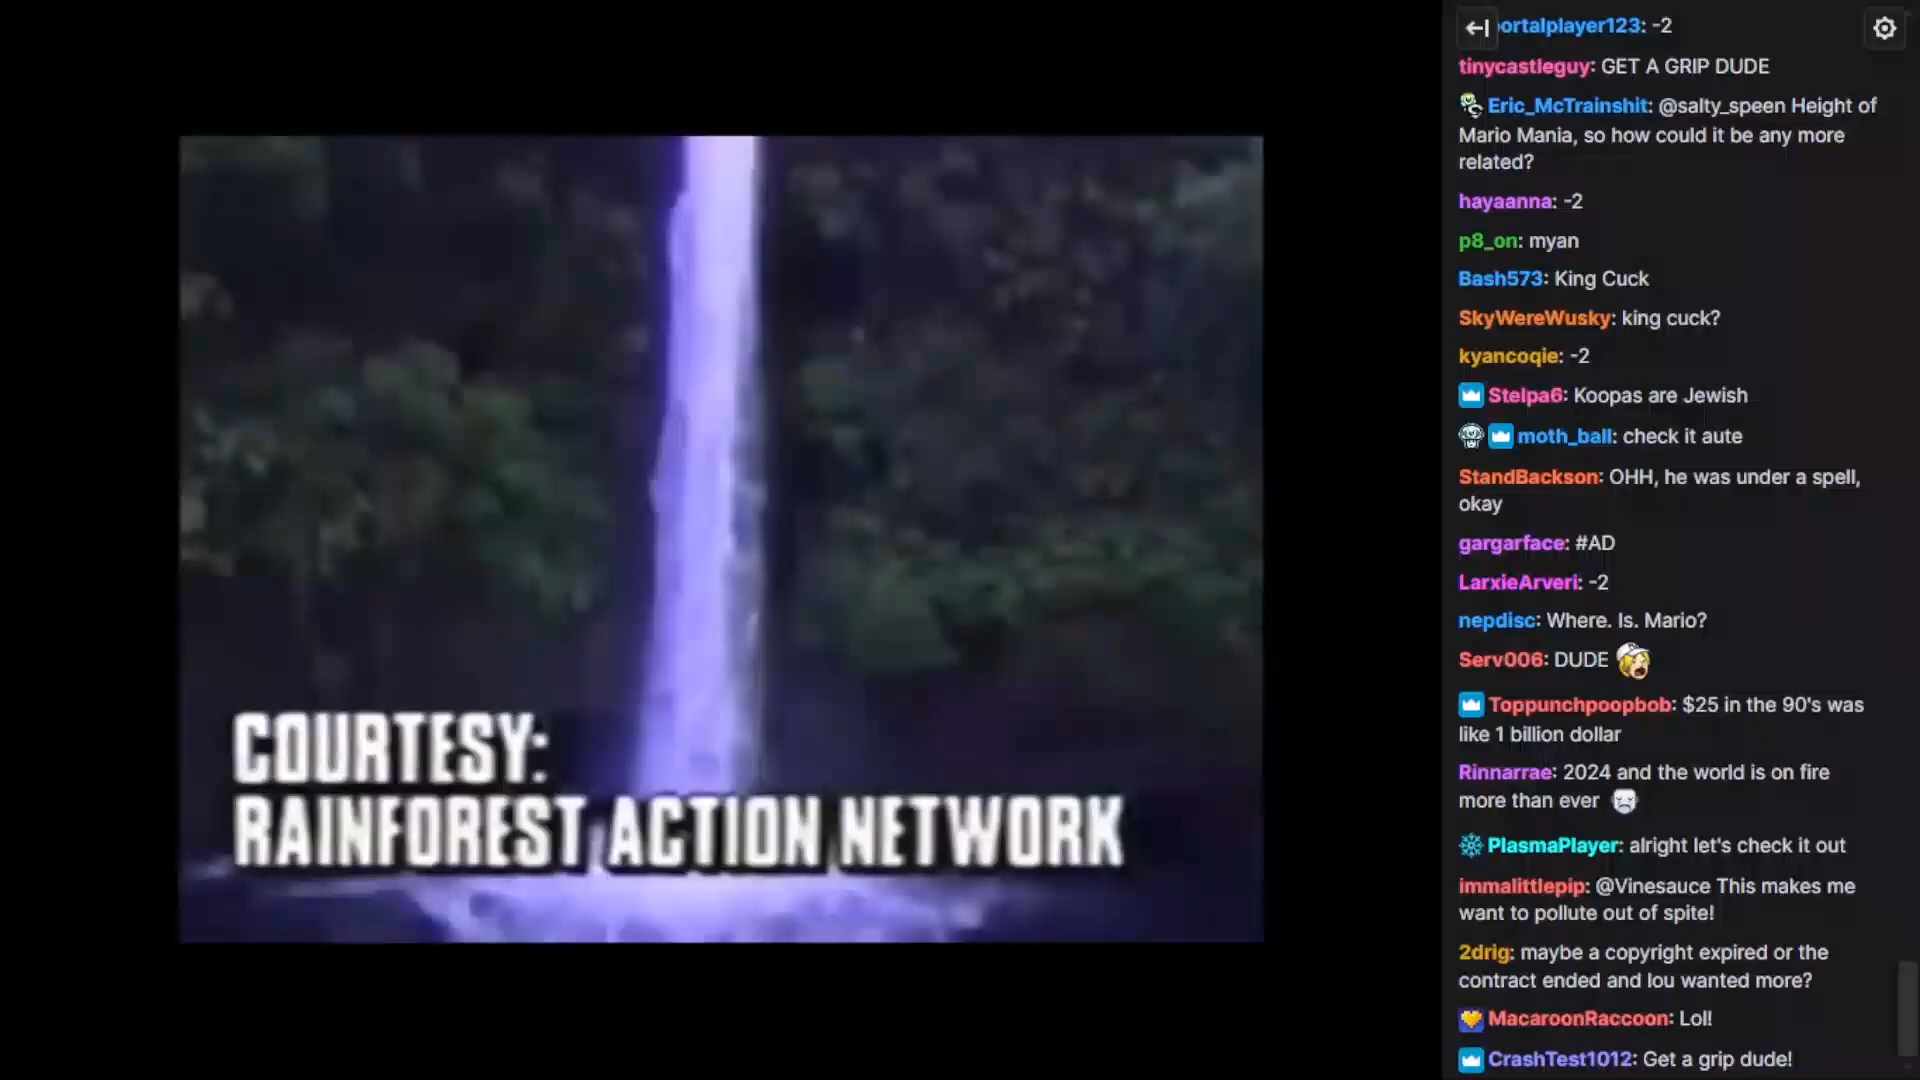 COURTESY:
RAINFOREST ACTION NETWORK
ortalplayer123: -2
tinycastleguy: GET A GRIP DUDE
Eric_McTrainshit: @salty_speen Height of
Mario Mania, so how could it be any more
related?
hayaanna: -2
p8_on: myan
Bash573: King Cuck
SkyWereWusky: king cuck?
kyancoqie: -2
Stelpa6: Koopas are Jewish
moth_ball: check it aute
StandBackson: OHH, he was under a spell,
okay
gargarface: #AD
LarxieArveri: -2
nepdisc: Where. Is. Mario?
Serv006: DUDE
Toppunchpoopbob: $25 in the 90's was
like 1 billion dollar
Rinnarrae: 2024 and the world is on fire
more than ever
PlasmaPlayer: alright let's check it out
immalittlepip: @Vinesauce This makes me
want to pollute out of spite!
2drig: maybe a copyright expired or the
contract ended and lou wanted more?
MacaroonRaccoon: Lol!
CrashTest1012: Get a grip dude!